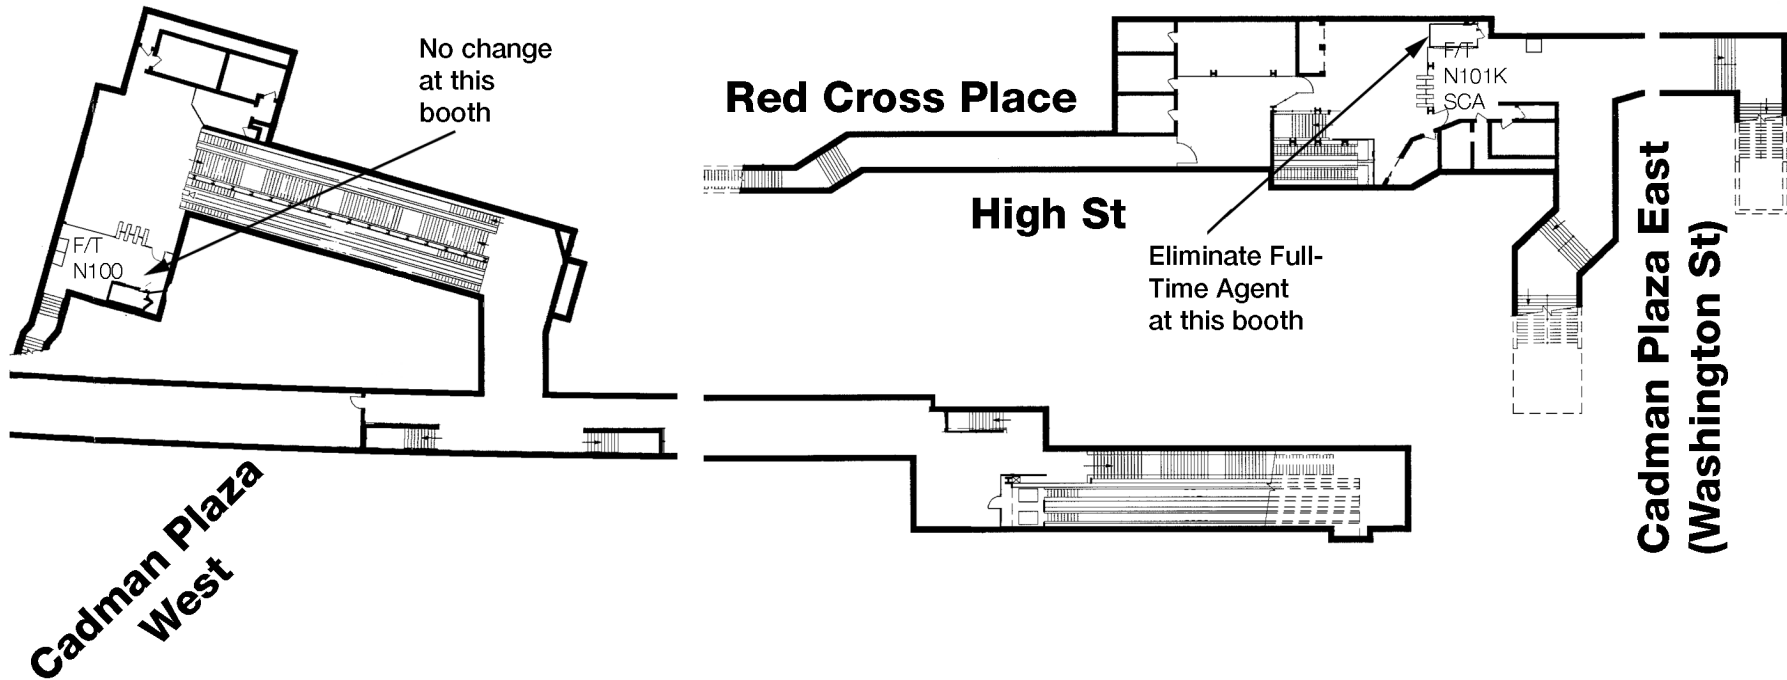 No change
at this
booth
F/T
N100
Cadman Plaza
West
Red Cross Place
High St
Eliminate Full-
Time Agent
at this booth
F/T
N101K
SCA
Cadman Plaza East
(Washington St)